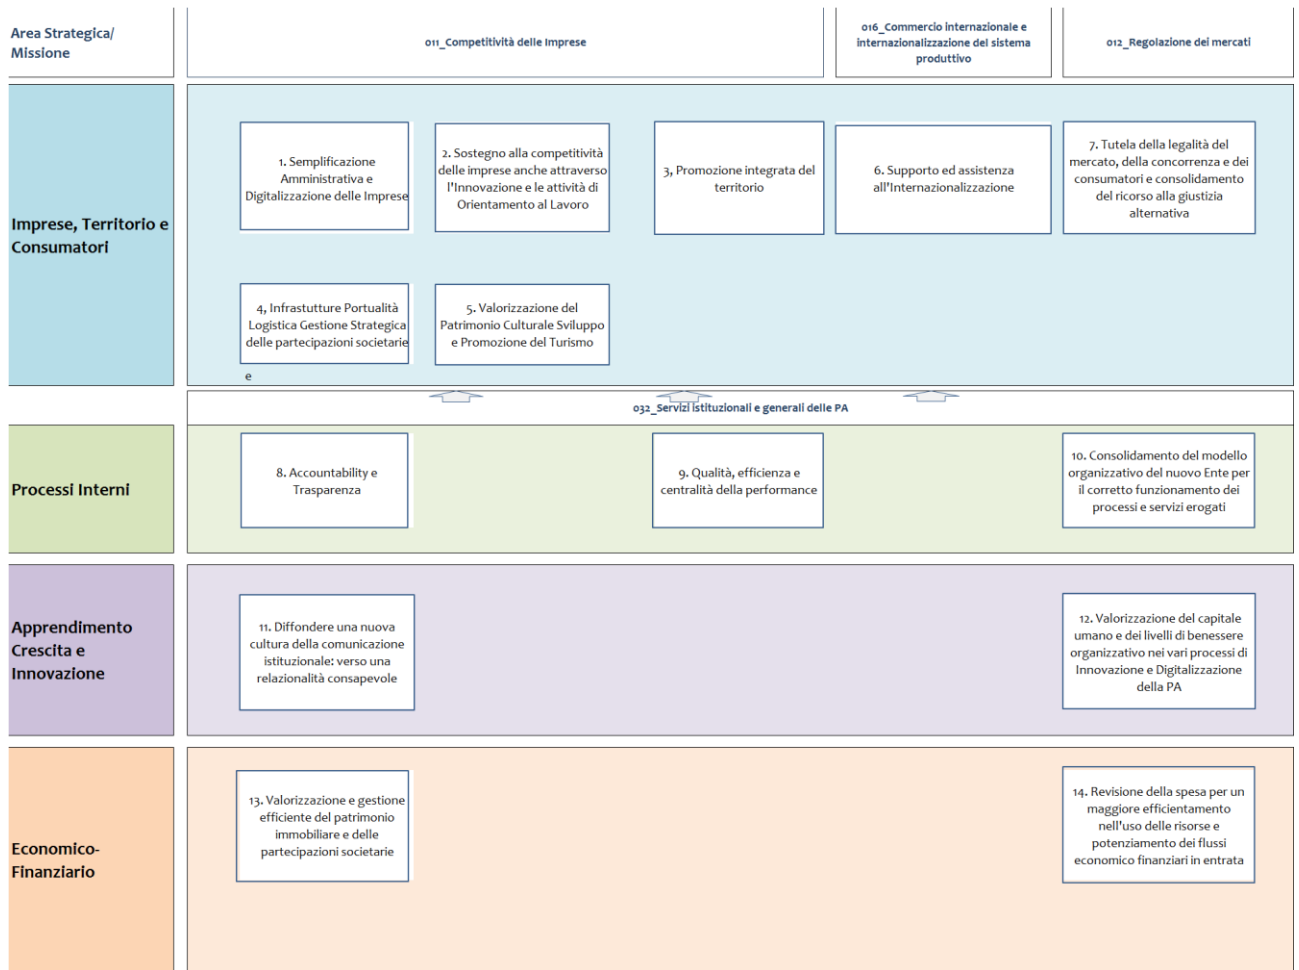 Area Strategica/
Missione
011_Competitività delle Imprese
016_Commercio internazionale e
internazionalizzazione del sistema
produttivo
012_Regolazione dei mercati
Imprese, Territorio e
Consumatori
1. Semplificazione
Amministrativa e
Digitalizzazione delle Imprese
2. Sostegno alla competitività
delle imprese anche attraverso
l'Innovazione e le attività di
Orientamento al Lavoro
3, Promozione integrata del
territorio
6. Supporto ed assistenza
all'Internazionalizzazione
7. Tutela della legalità del
mercato, della concorrenza e dei
consumatori e consolidamento
del ricorso alla giustizia
alternativa
4, Infrastutture Portualità
Logistica Gestione Strategica
delle partecipazioni societarie
e
5. Valorizzazione del
Patrimonio Culturale Sviluppo
e Promozione del Turismo
032_Servizi istituzionali e generali delle PA
Processi Interni
8. Accountability e
Trasparenza
9. Qualità, efficienza e
centralità della performance
10. Consolidamento del modello
organizzativo del nuovo Ente per
il corretto funzionamento dei
processi e servizi erogati
Apprendimento
Crescita e
Innovazione
11. Diffondere una nuova
cultura della comunicazione
istituzionale: verso una
relazionalità consapevole
12. Valorizzazione del capitale
umano e dei livelli di benessere
organizzativo nei vari processi di
Innovazione e Digitalizzazione
della PA
Economico-
Finanziario
13. Valorizzazione e gestione
efficiente del patrimonio
immobiliare e delle
partecipazioni societarie
14. Revisione della spesa per un
maggiore efficientamento
nell'uso delle risorse e
potenziamento dei flussi
economico finanziari in entrata